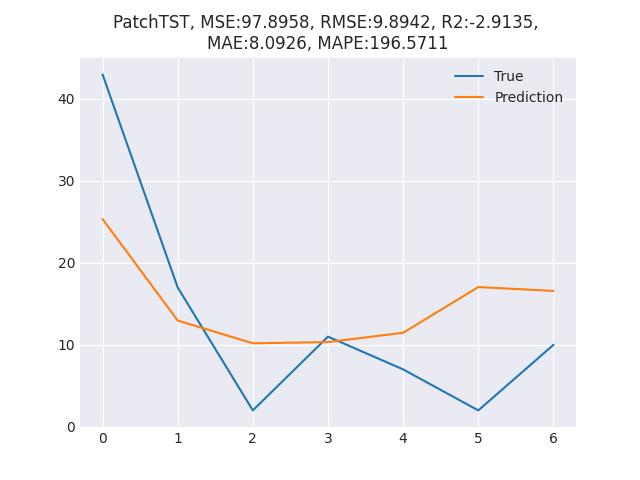 PatchTST, MSE:97.8958, RMSE:9.8942, R2:-2.9135,
MAE:8.0926, MAPE:196.5711
True
Prediction
40
30
20
10
0
0 1 2 3 4 5 6